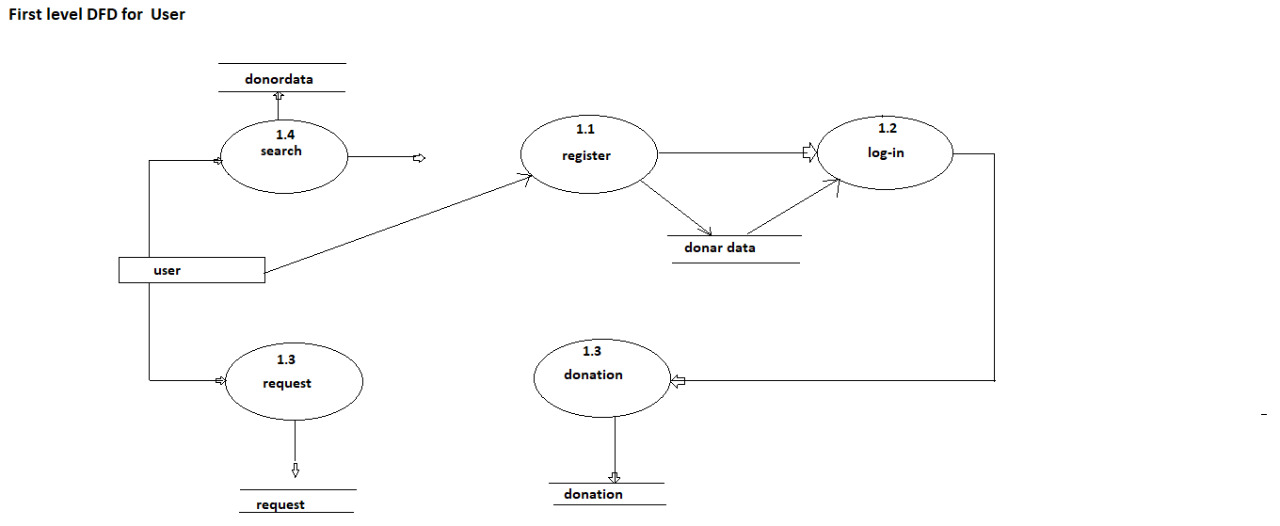 First level DFD for User
donordata
1.4
search
1.1
register
1.2
log-in
donar data
user
1.3
request
1.3
donation
request
donation